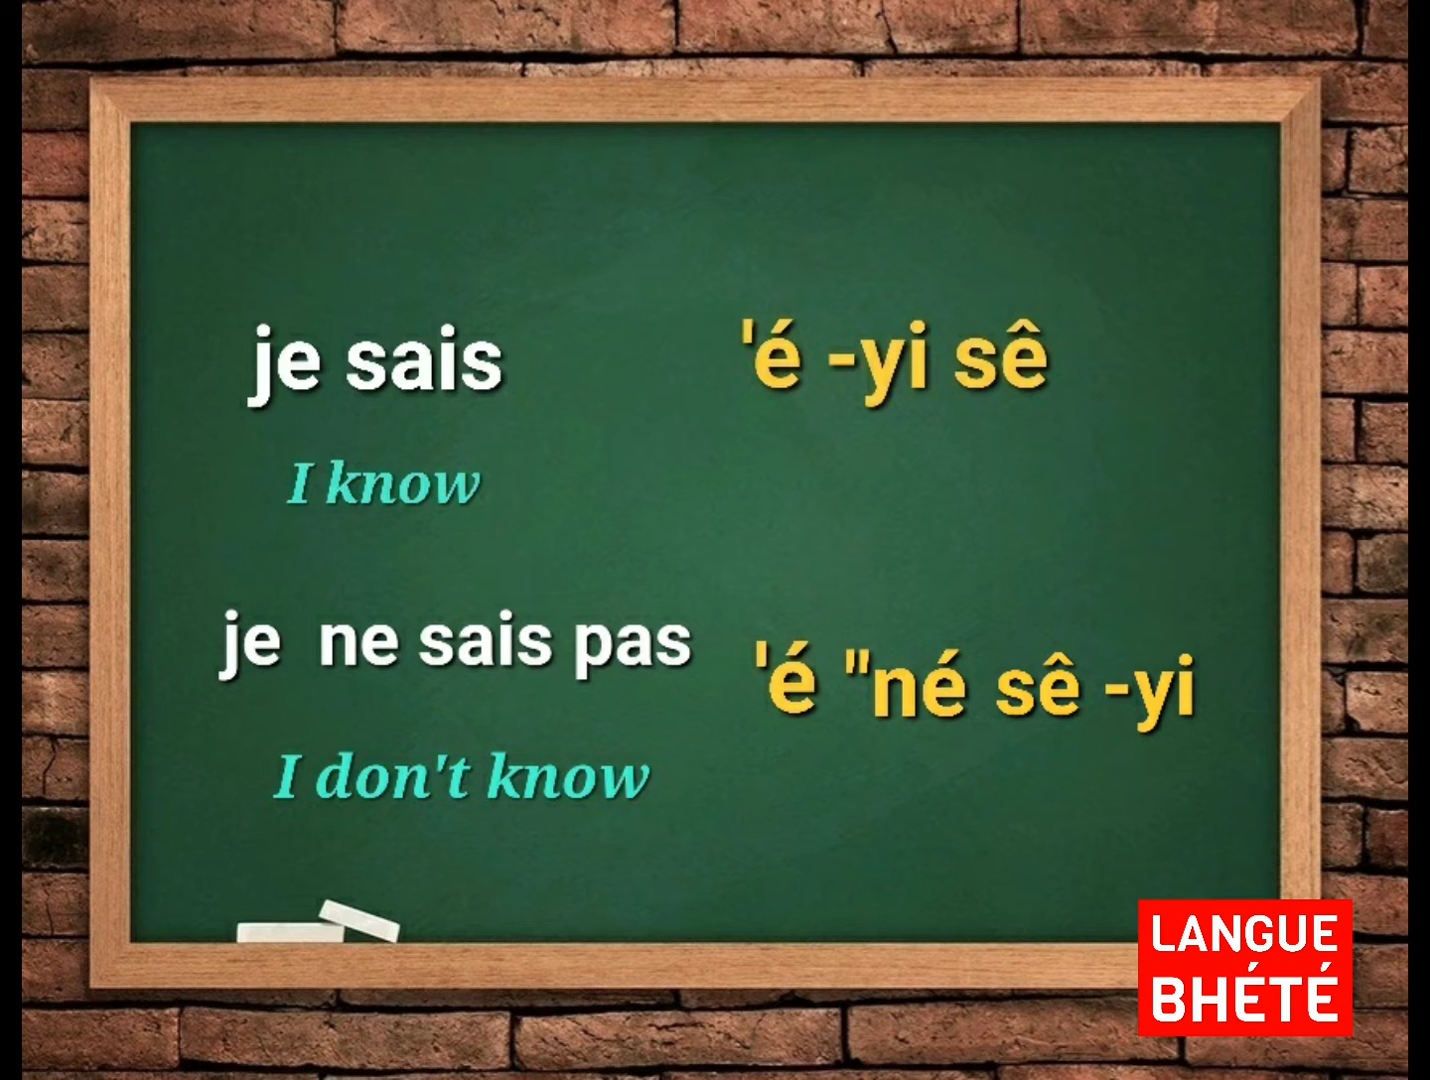 je sais
'é -yi sê
I know
je ne sais pas
'é "né sê -yi
I don't know
LANGUE
BHÉTÉ